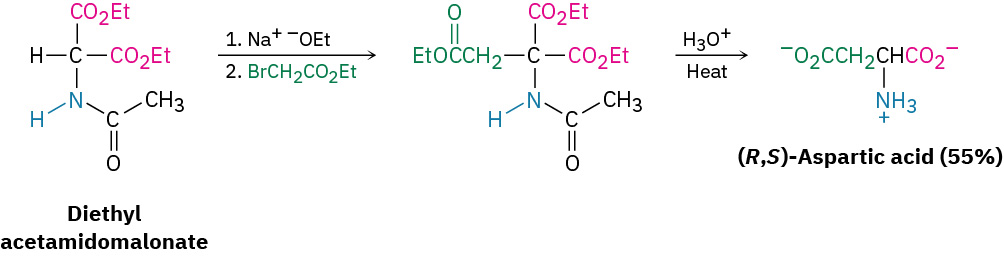 CO₂Et
H—C—CO₂Et
H N C CH₃
O
Diethyl
acetamidomalonate
1. Na⁺ ⁻OEt
2. BrCH₂CO₂Et
O CO₂Et
EtOCCH₂—C—CO₂Et
H N C CH₃
O
H₃O⁺
Heat
⁻O₂CCH₂CHCO₂⁻
NH₃
+
(R,S)-Aspartic acid (55%)